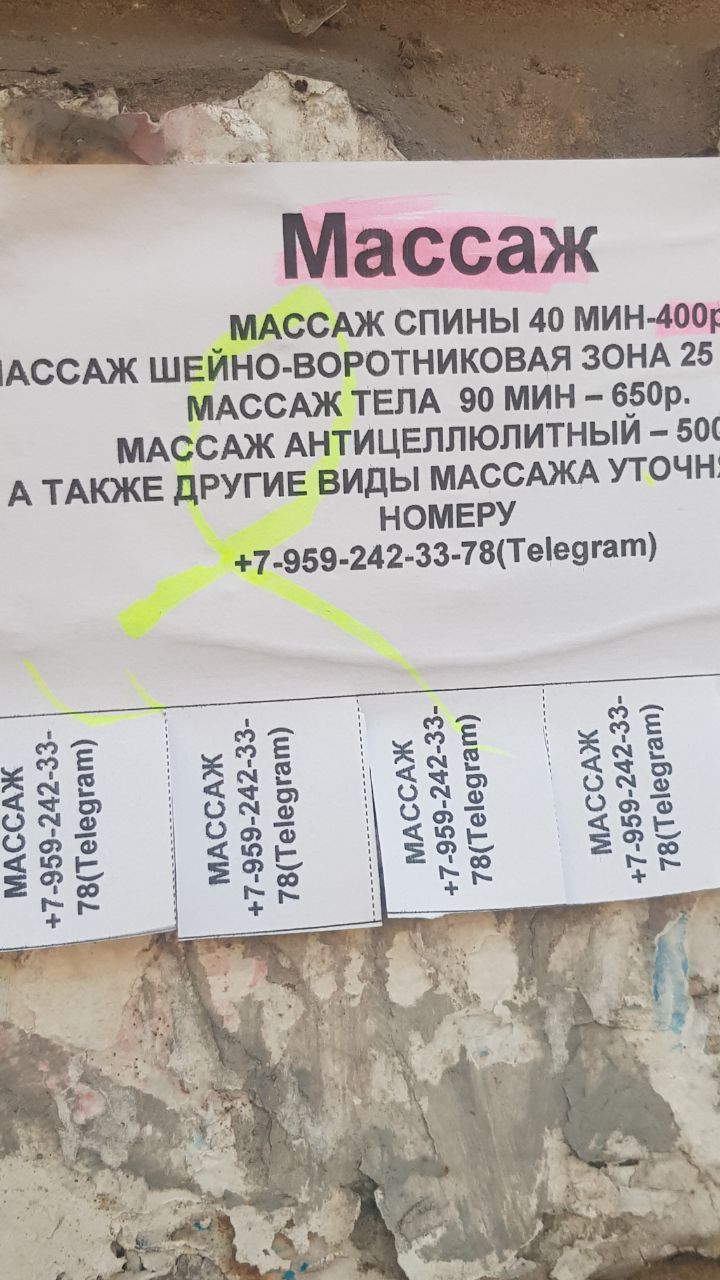 Массаж
МАССАЖ СПИНЫ 40 МИН-400р
МАССАЖ ШЕЙНО-ВОРОТНИКОВАЯ ЗОНА 25
МАССАЖ ТЕЛА 90 МИН – 650р.
МАССАЖ АНТИЦЕЛЛЮЛИТНЫЙ – 500
А ТАКЖЕ ДРУГИЕ ВИДЫ МАССАЖА
НОМЕРУ
+7-959-242-33-78(Telegram)
МАССАЖ
+7-959-242-33-
78(Telegram)
МАССАЖ
+7-959-242-33-
78(Telegram)
МАССАЖ
+7-959-242-33-
78(Telegram)
МАССАЖ
+7-959-242-33-
78(Telegram)